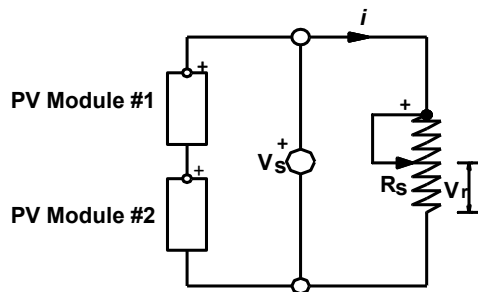 i
+
PV Module #1
+
+
+
Vs
Rs
Vr
PV Module #2